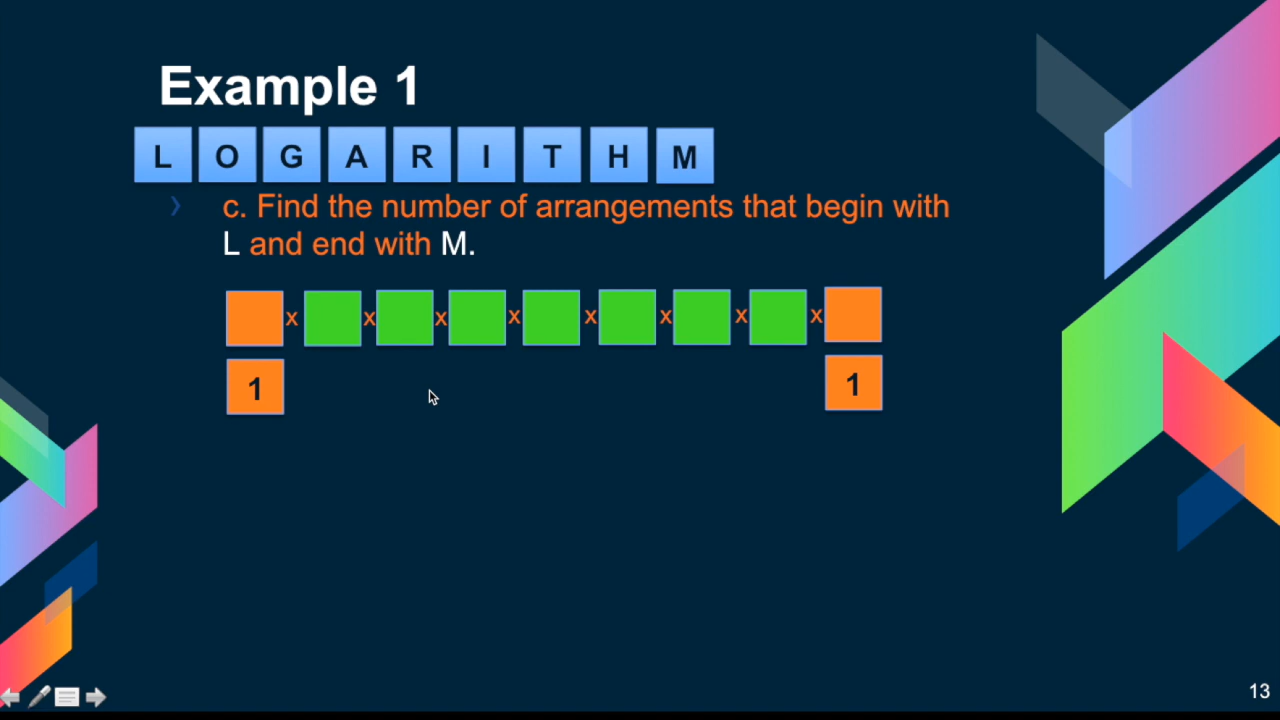 Example 1
L O G A R I T H M
› c. Find the number of arrangements that begin with
L and end with M.
x x x x x x x x
1 1
13